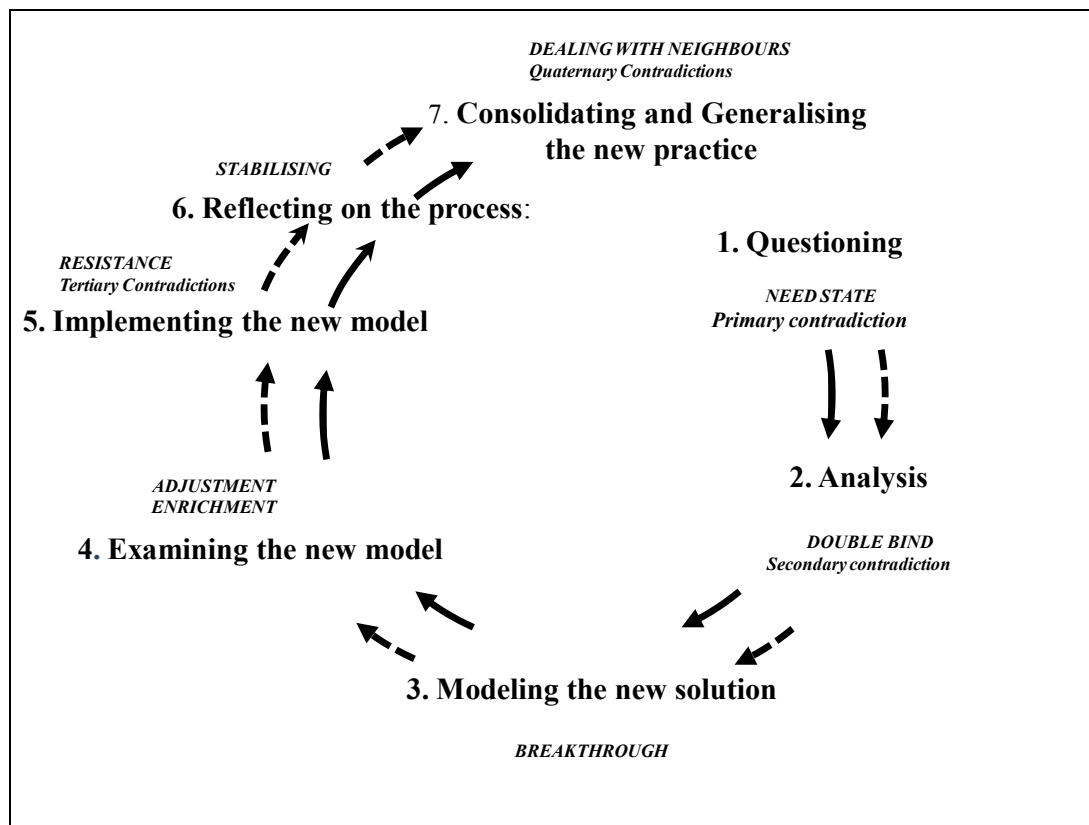 DEALING WITH NEIGHBOURS
Quaternary Contradictions
7. Consolidating and Generalising
the new practice
STABILISING
6. Reflecting on the process:
1. Questioning
RESISTANCE
Tertiary Contradictions
NEED STATE
Primary contradiction
5. Implementing the new model
2. Analysis
ADJUSTMENT
ENRICHMENT
DOUBLE BIND
Secondary contradiction
4. Examining the new model
3. Modeling the new solution
BREAKTHROUGH